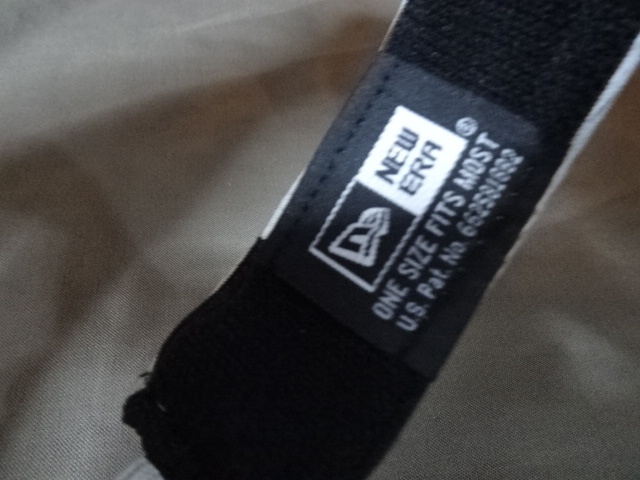 NEW
ERA
®
ONE SIZE FITS MOST
U.S. Pat. No.